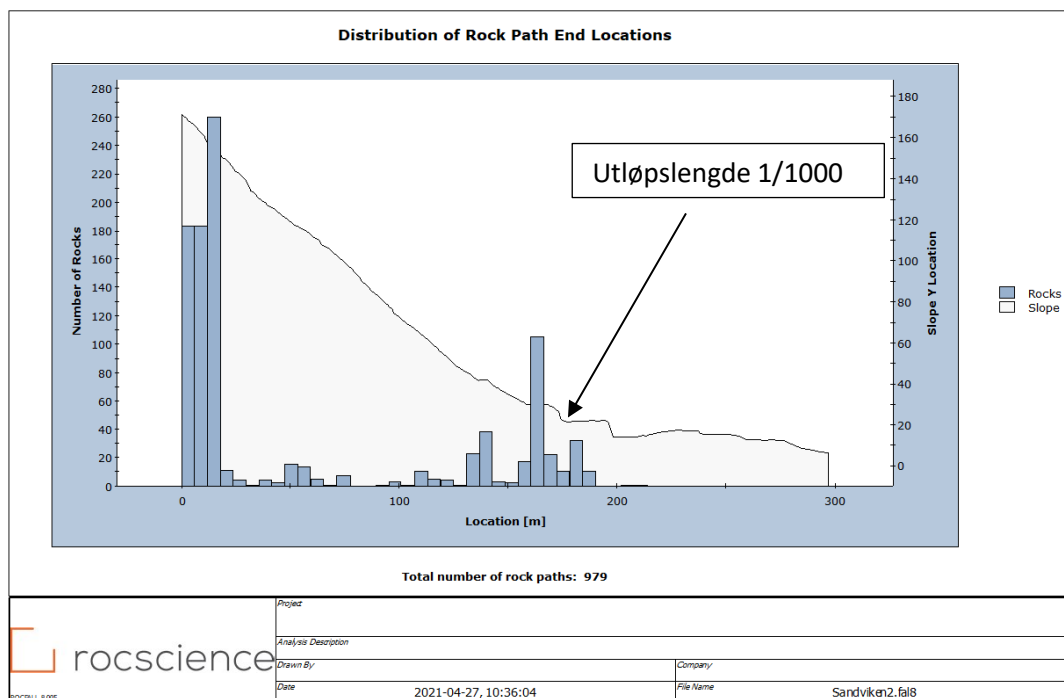 Distribution of Rock Path End Locations
280
260
240
220
200
180
160
140
120
100
80
60
40
20
0
Number of Rocks
180
160
140
120
100
80
60
40
20
0
Slope Y Location
Utløpslengde 1/1000
Rocks
Slope
0
100
200
300
Location [m]
Total number of rock paths: 979
rocscience
Project
Analysis Description
Drawn By
Company
Date
2021-04-27, 10:36:04
File Name
Sandviken2.fal8